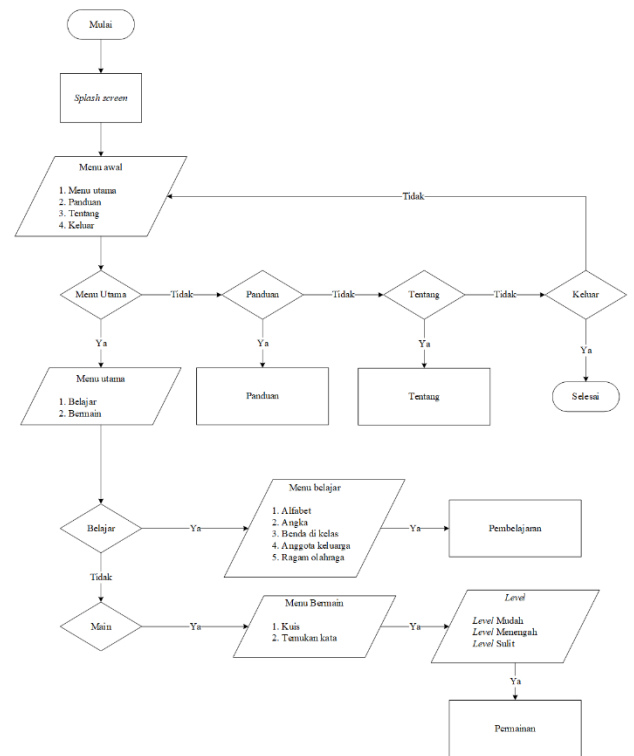 Mulai
Splash screen
Menu awal
1. Menu utama
2. Panduan
3. Tentang
4. Keluar
Tidak
Menu Utama
Tidak
Panduan
Tidak
Tentang
Tidak
Keluar
Ya
Ya
Ya
Ya
Menu utama
1. Belajar
2. Bermain
Panduan
Tentang
Selesai
Belajar
Ya
Menu belajar
1. Alfabet
2. Angka
3. Benda di kelas
4. Anggota keluarga
5. Ragam olahraga
Ya
Pembelajaran
Tidak
Main
Ya
Menu Bermain
1. Kuis
2. Temukan kata
Ya
Level
Level Mudah
Level Menengah
Level Sulit
Ya
Permainan